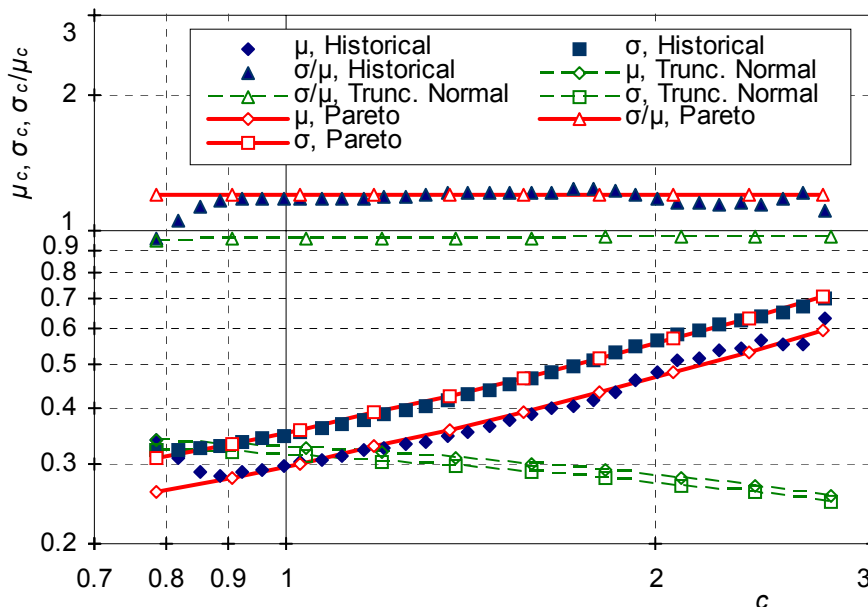 3
2
1
0.9
0.8
0.7
0.6
0.5
0.4
0.3
0.2
μc, σc, σc/μc
μ, Historical
σ, Historical
σ/μ, Historical
μ, Trunc. Normal
σ/μ, Trunc. Normal
σ, Trunc. Normal
μ, Pareto
σ/μ, Pareto
σ, Pareto
0.7 0.8 0.9 1 2 3
c